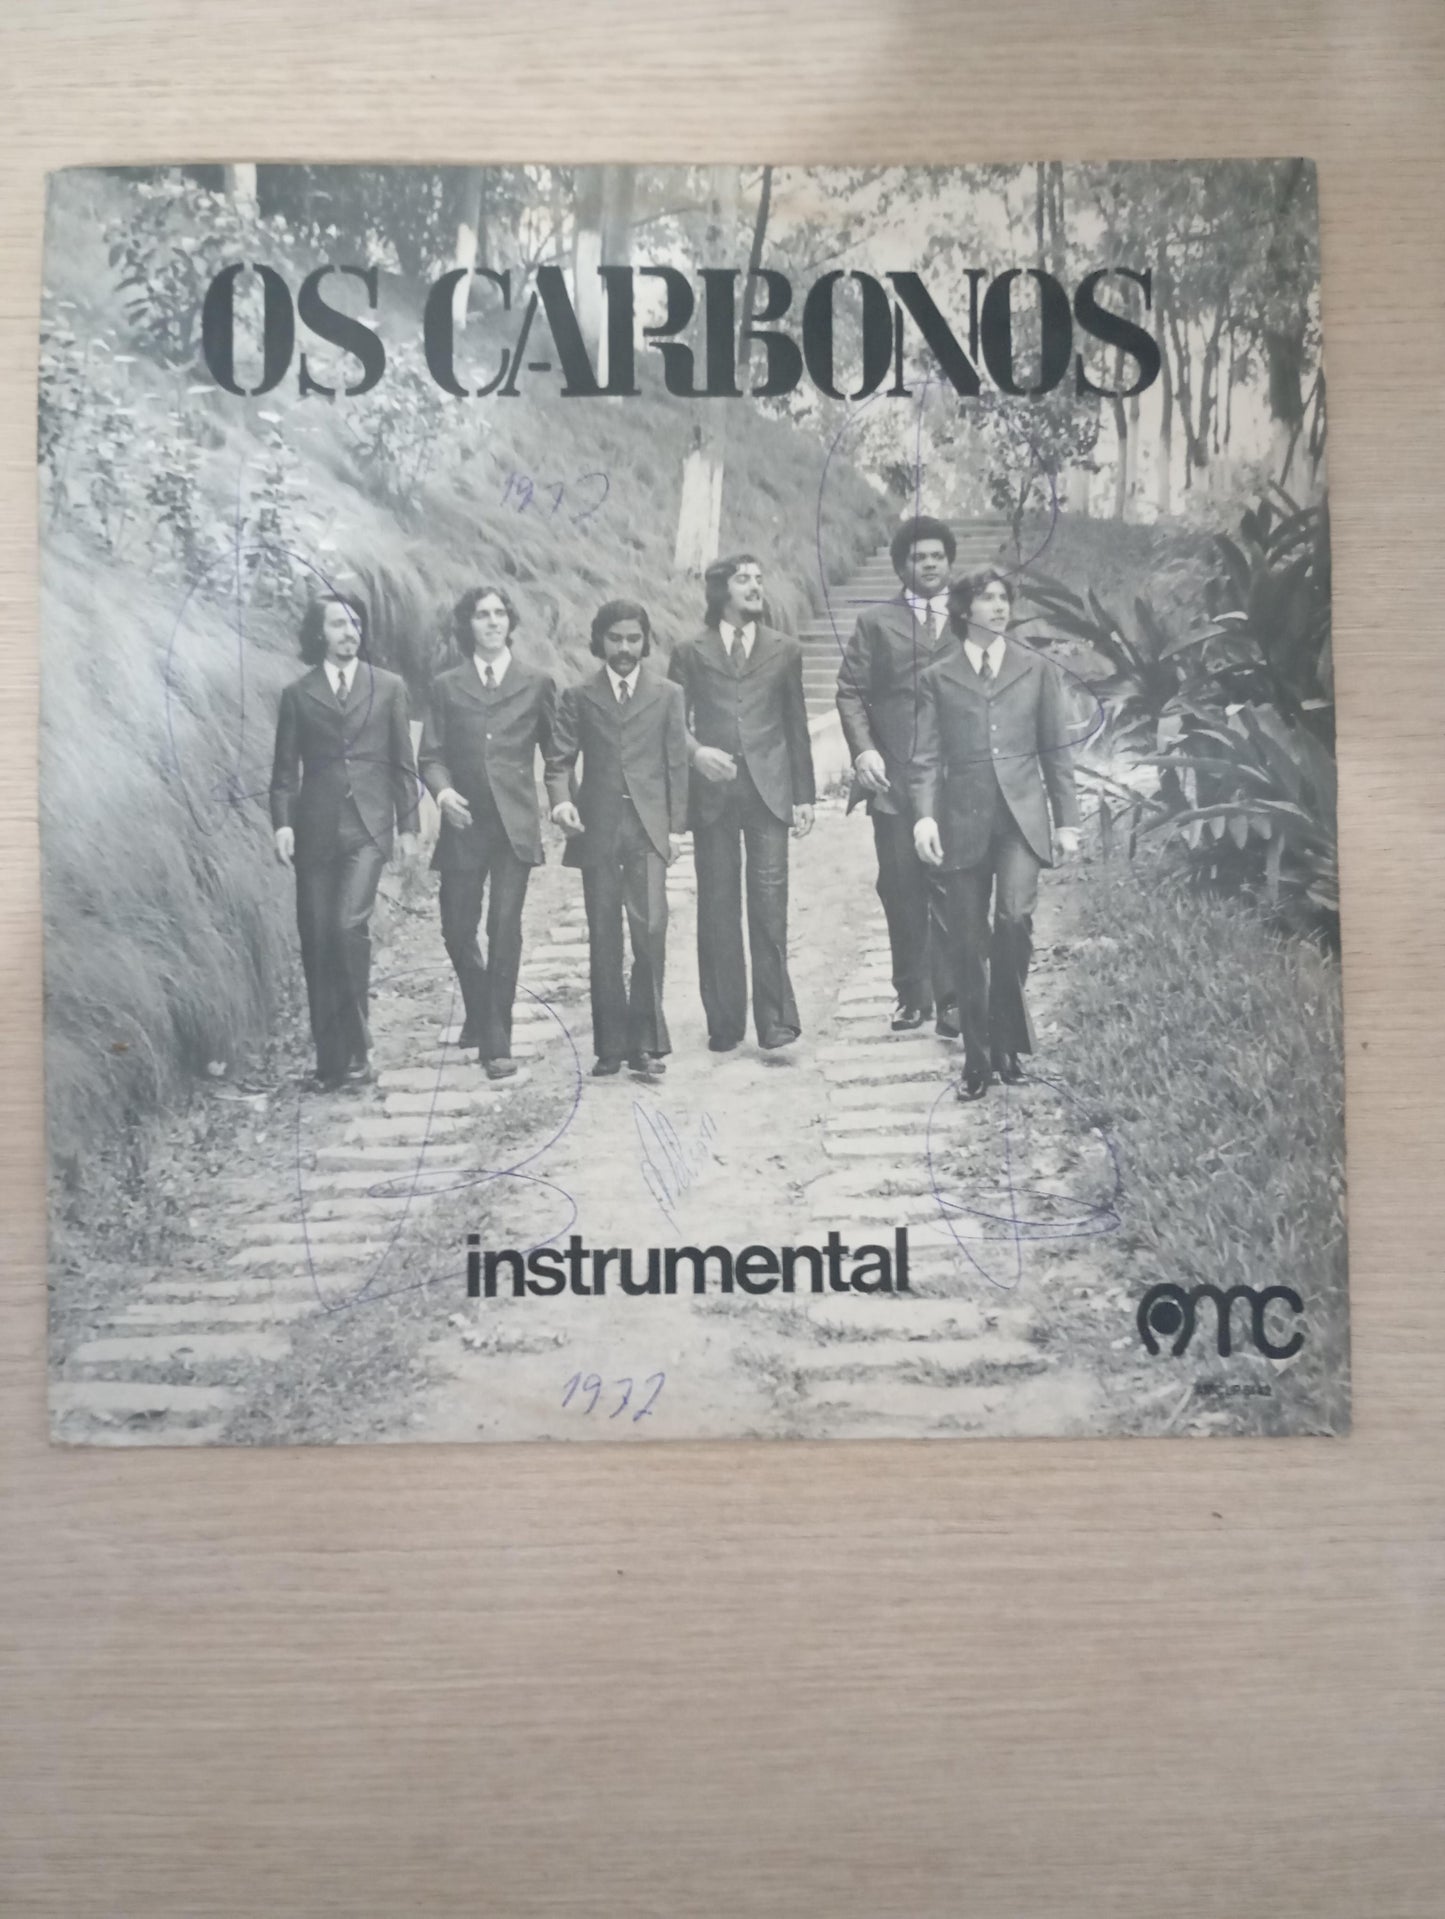 OS CARBONOS
1972
instrumental
AMC
1972